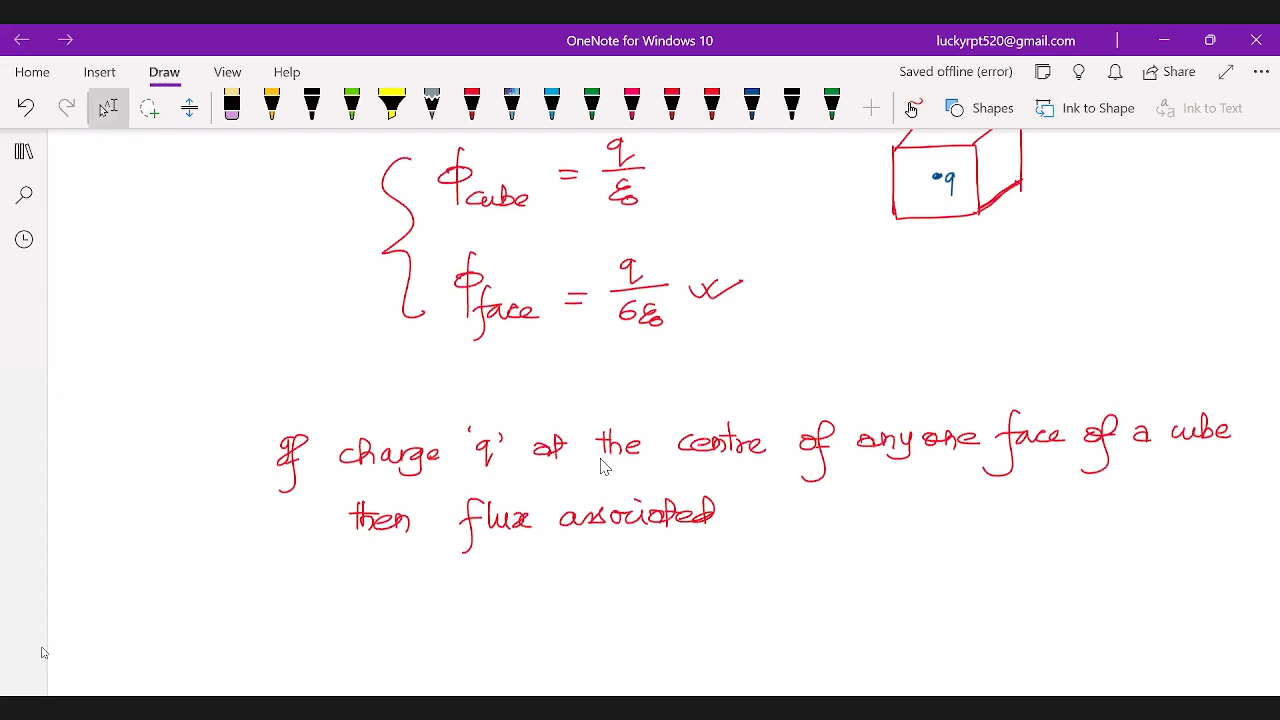 OneNote for Windows 10
luckyrpt520@gmail.com
Home Insert Draw View Help
Saved offline (error)
Share
Shapes
Ink to Shape
Ink to Text
ϕcube = q/ε₀
•q
ϕface = q/6ε₀
If charge 'q' at the centre of anyone face of a cube
then flux associated